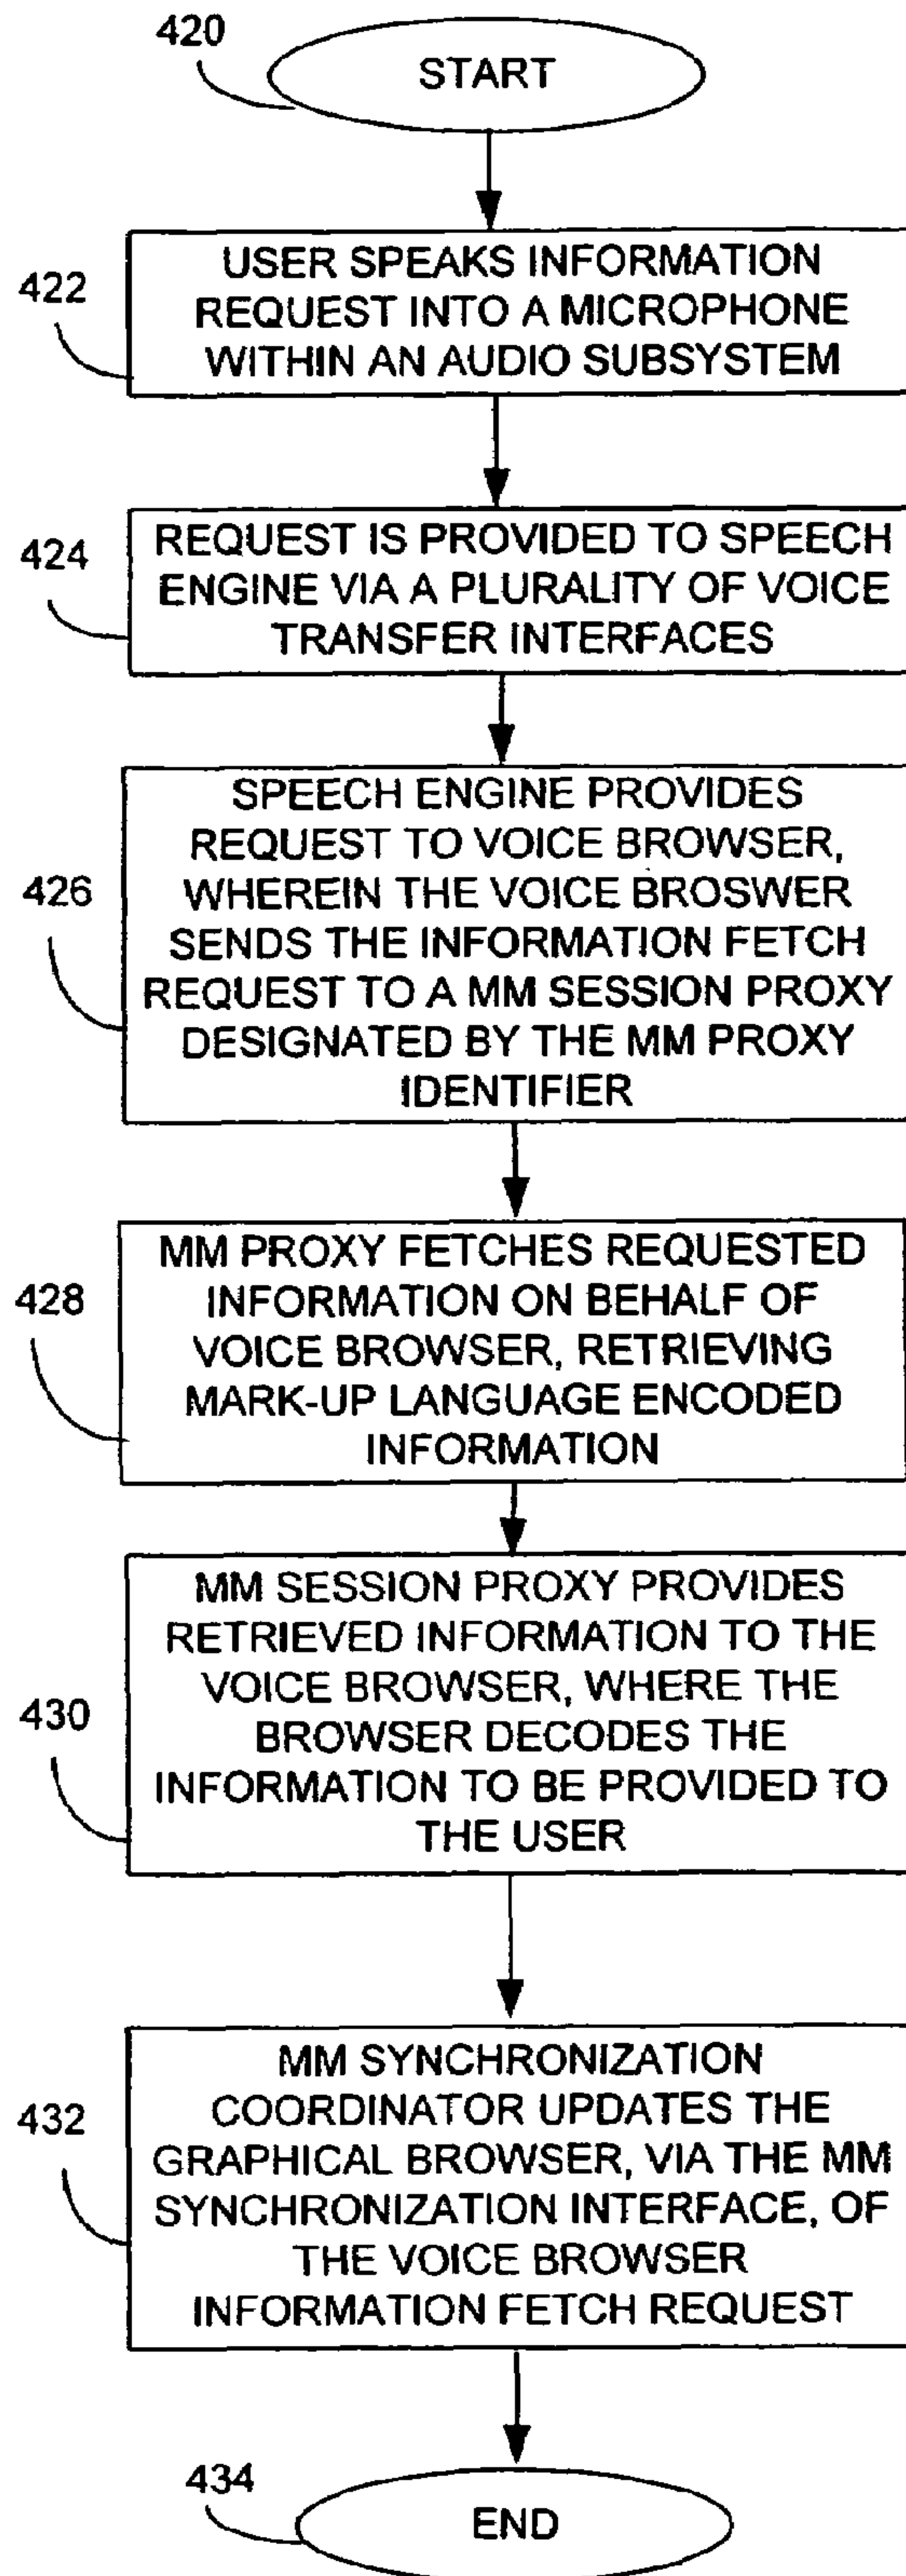 420
START
422
USER SPEAKS INFORMATION
REQUEST INTO A MICROPHONE
WITHIN AN AUDIO SUBSYSTEM
424
REQUEST IS PROVIDED TO SPEECH
ENGINE VIA A PLURALITY OF VOICE
TRANSFER INTERFACES
426
SPEECH ENGINE PROVIDES
REQUEST TO VOICE BROWSER,
WHEREIN THE VOICE BROSWER
SENDS THE INFORMATION FETCH
REQUEST TO A MM SESSION PROXY
DESIGNATED BY THE MM PROXY
IDENTIFIER
428
MM PROXY FETCHES REQUESTED
INFORMATION ON BEHALF OF
VOICE BROWSER, RETRIEVING
MARK-UP LANGUAGE ENCODED
INFORMATION
430
MM SESSION PROXY PROVIDES
RETRIEVED INFORMATION TO THE
VOICE BROWSER, WHERE THE
BROWSER DECODES THE
INFORMATION TO BE PROVIDED TO
THE USER
432
MM SYNCHRONIZATION
COORDINATOR UPDATES THE
GRAPHICAL BROWSER, VIA THE MM
SYNCHRONIZATION INTERFACE, OF
THE VOICE BROWSER
INFORMATION FETCH REQUEST
434
END